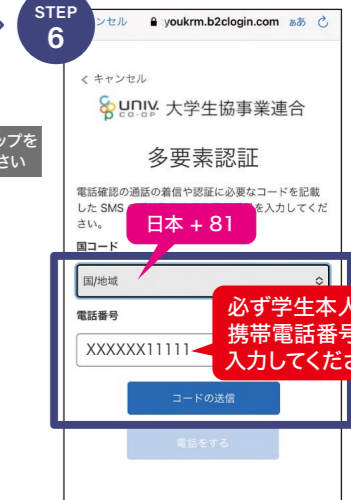 STEP
6
ンセル youkrm.b2clogin.com ぁあ
ップを
さい
< キャンセル
UNIV.
CO-OP
大学生協事業連合
多要素認証
電話確認の通話の着信や認証に必要なコードを記載
した SMS を入力してくだ
さい。
日本 + 81
国コード
国/地域
電話番号
必ず学生本人
携帯電話番号
入力してくださ
XXXXXX11111
コードの送信
電話をする